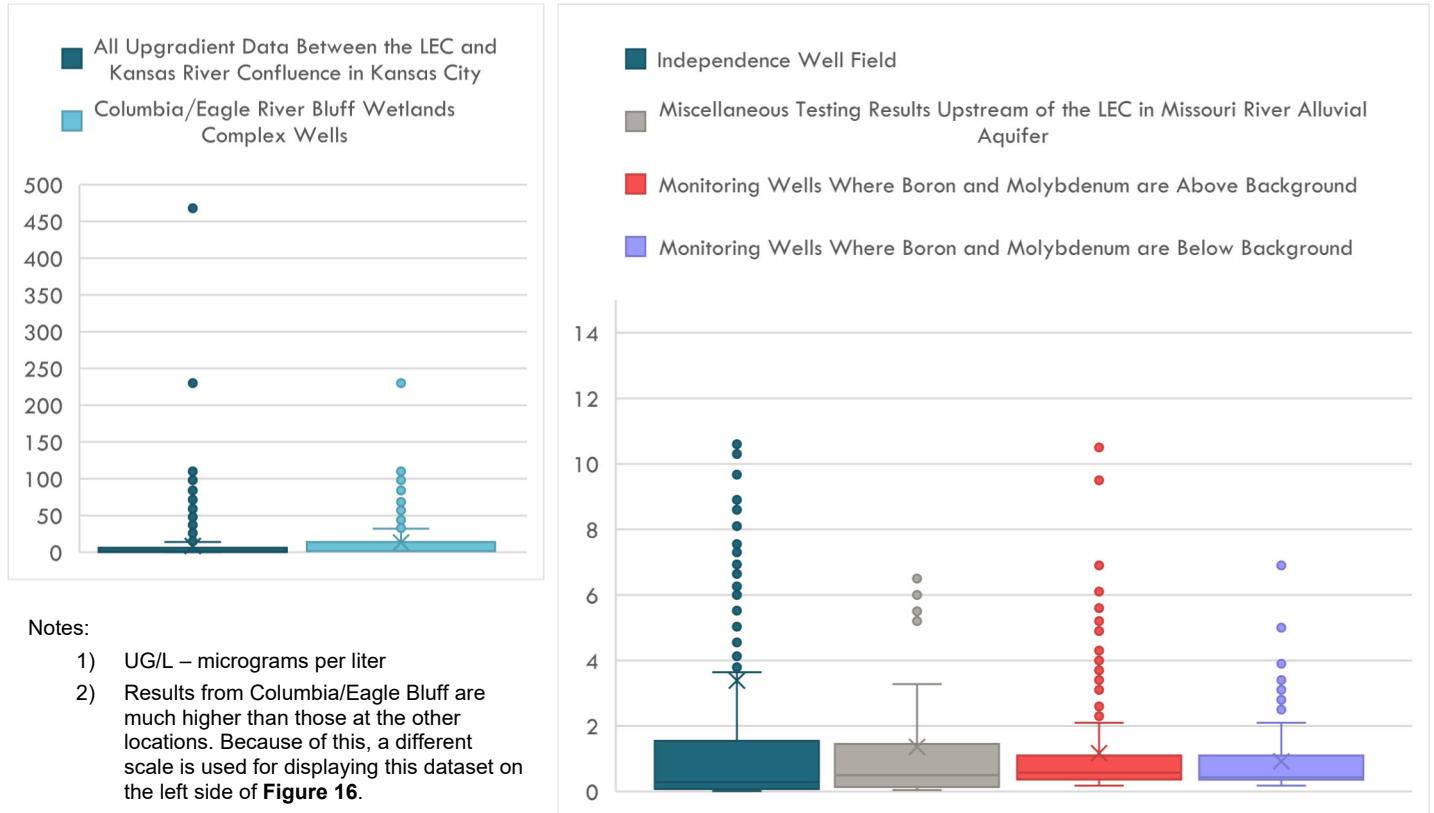 All Upgradient Data Between the LEC and
Kansas River Confluence in Kansas City
Columbia/Eagle River Bluff Wetlands
Complex Wells
500
450
400
350
300
250
200
150
100
50
0
Notes:
1) UG/L – micrograms per liter
2) Results from Columbia/Eagle Bluff are
much higher than those at the other
locations. Because of this, a different
scale is used for displaying this dataset on
the left side of Figure 16.
Independence Well Field
Miscellaneous Testing Results Upstream of the LEC in Missouri River Alluvial
Aquifer
Monitoring Wells Where Boron and Molybdenum are Above Background
Monitoring Wells Where Boron and Molybdenum are Below Background
14
12
10
8
6
4
2
0